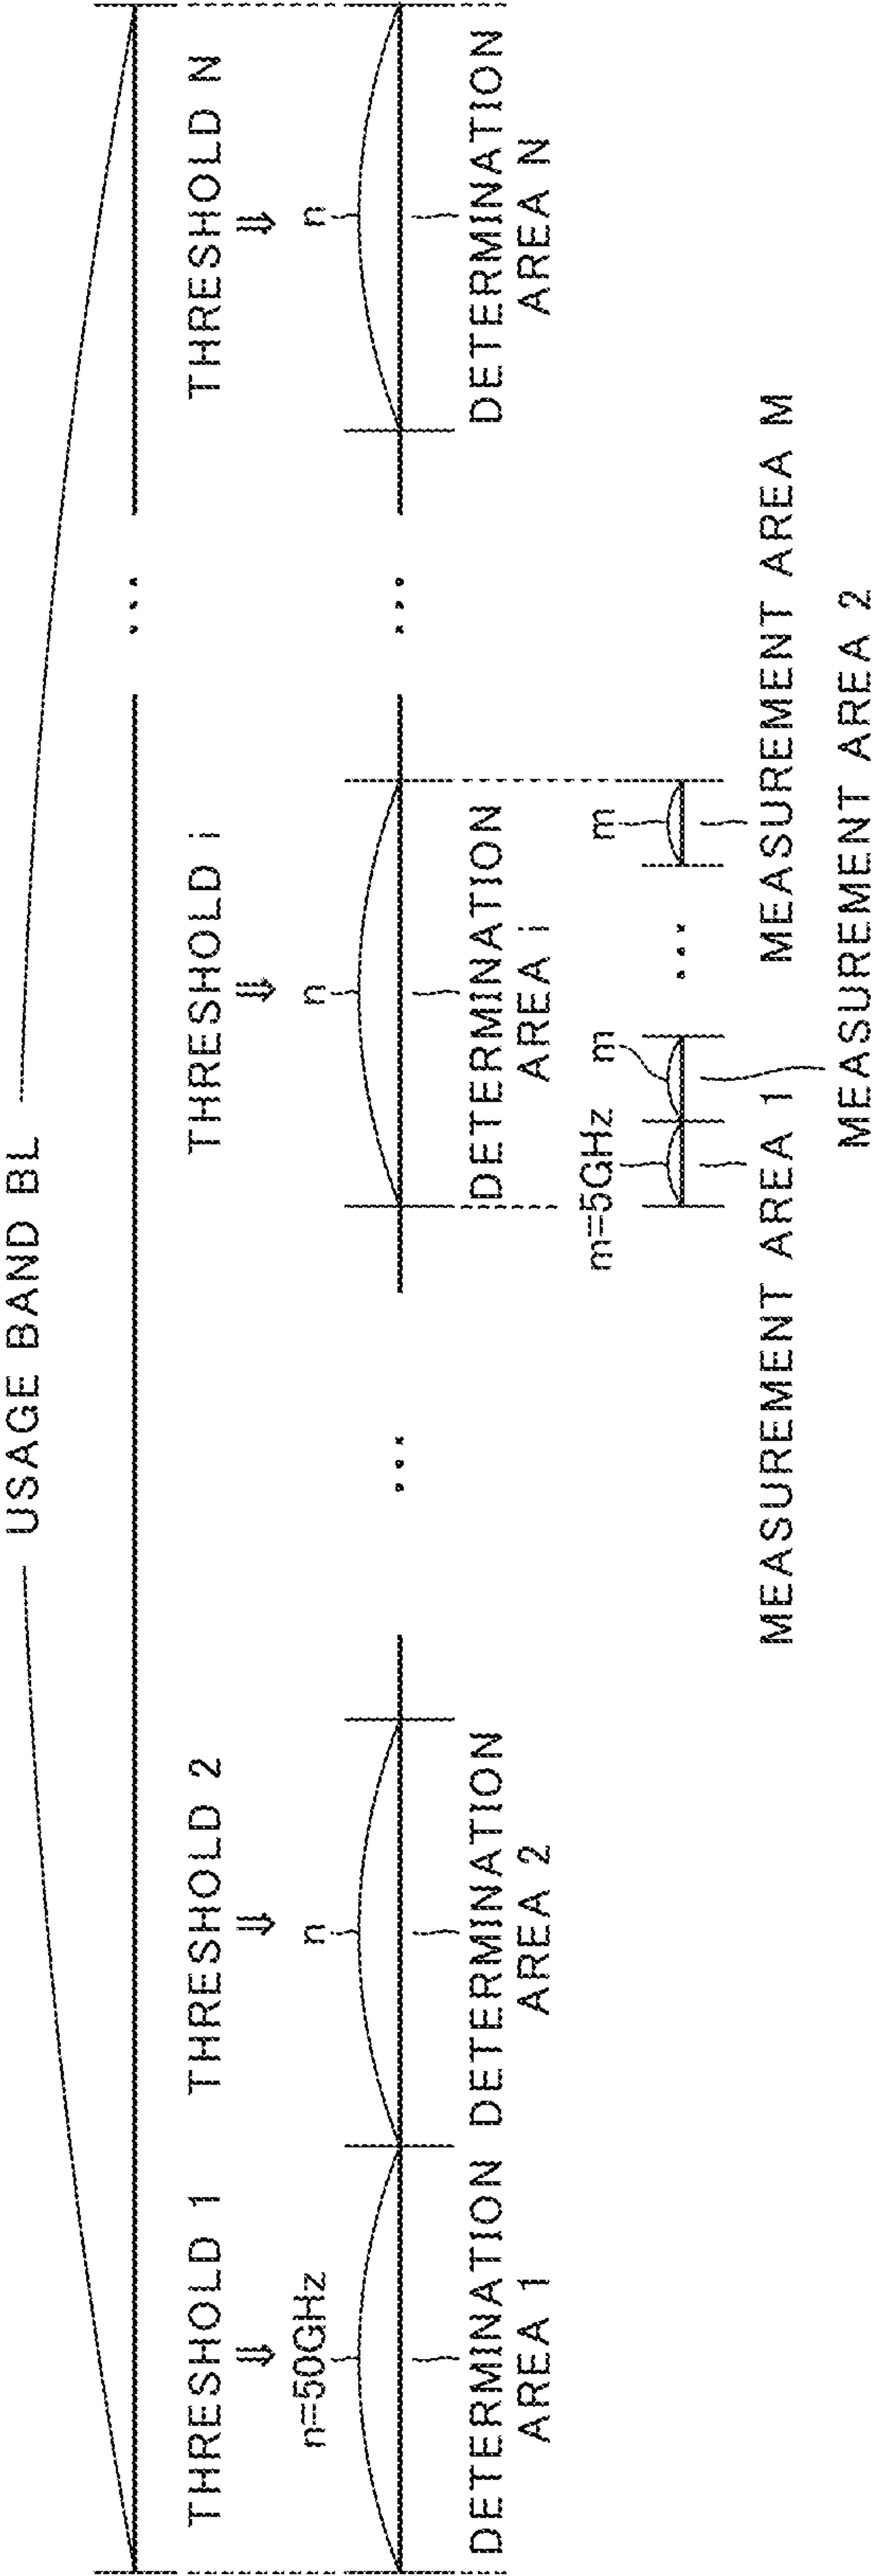 USAGE BAND BL
THRESHOLD 1
THRESHOLD 2
THRESHOLD i
THRESHOLD N
n=50GHz
n
n
n
DETERMINATION
AREA 1
DETERMINATION
AREA 2
DETERMINATION
AREA i
DETERMINATION
AREA N
m=5GHz
m
m
MEASUREMENT AREA 1
MEASUREMENT AREA M
MEASUREMENT AREA 2